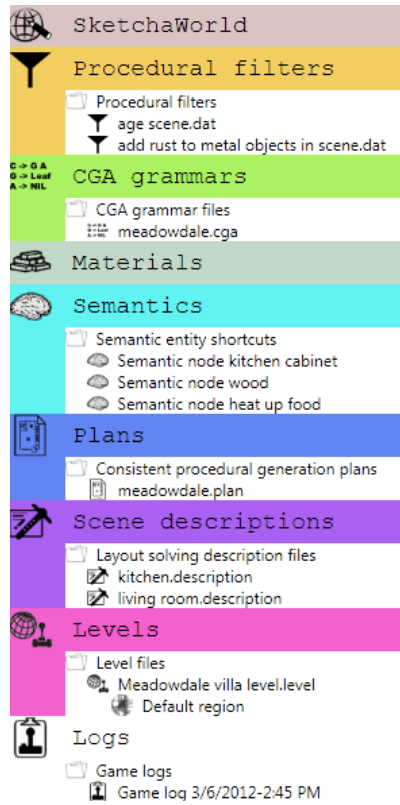 SketchaWorld
Procedural filters
Procedural filters
age scene.dat
add rust to metal objects in scene.dat
C -> G A
G -> Leaf
A -> NIL
CGA grammars
CGA grammar files
meadowdale.cga
Materials
Semantics
Semantic entity shortcuts
Semantic node kitchen cabinet
Semantic node wood
Semantic node heat up food
Plans
Consistent procedural generation plans
meadowdale.plan
Scene descriptions
Layout solving description files
kitchen.description
living room.description
Levels
Level files
Meadowdale villa level.level
Default region
Logs
Game logs
Game log 3/6/2012-2:45 PM